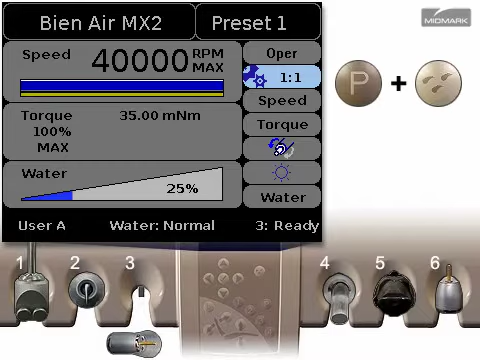 Bien Air MX2
Preset 1
MIDMARK
Speed
40000 RPM MAX
Oper
1:1
Speed
Torque
100%
MAX
35.00 mNm
Torque
Water
25%
Water
User A
Water: Normal
3: Ready
P
+
1
2
3
4
5
6